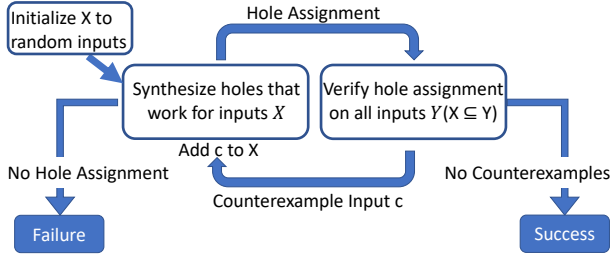 Initialize X to
random inputs
Hole Assignment
Synthesize holes that
work for inputs X
Verify hole assignment
on all inputs Y(X ⊆ Y)
Add c to X
No Hole Assignment
Counterexample Input c
No Counterexamples
Failure
Success